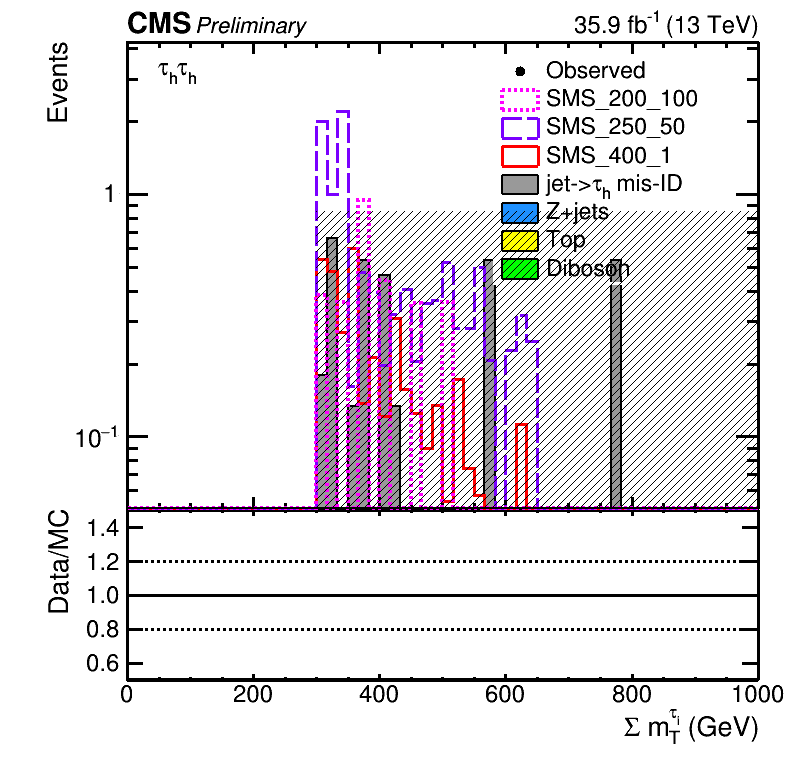 CMS Preliminary 35.9 fb⁻¹ (13 TeV)
Events
τhτh
Observed
SMS_200_100
SMS_250_50
SMS_400_1
jet->τh mis-ID
Z+jets
Top
Diboson
1
10⁻¹
Data/MC
1.4
1.2
1.0
0.8
0.6
0 200 400 600 800 1000
Σ mT^τi (GeV)